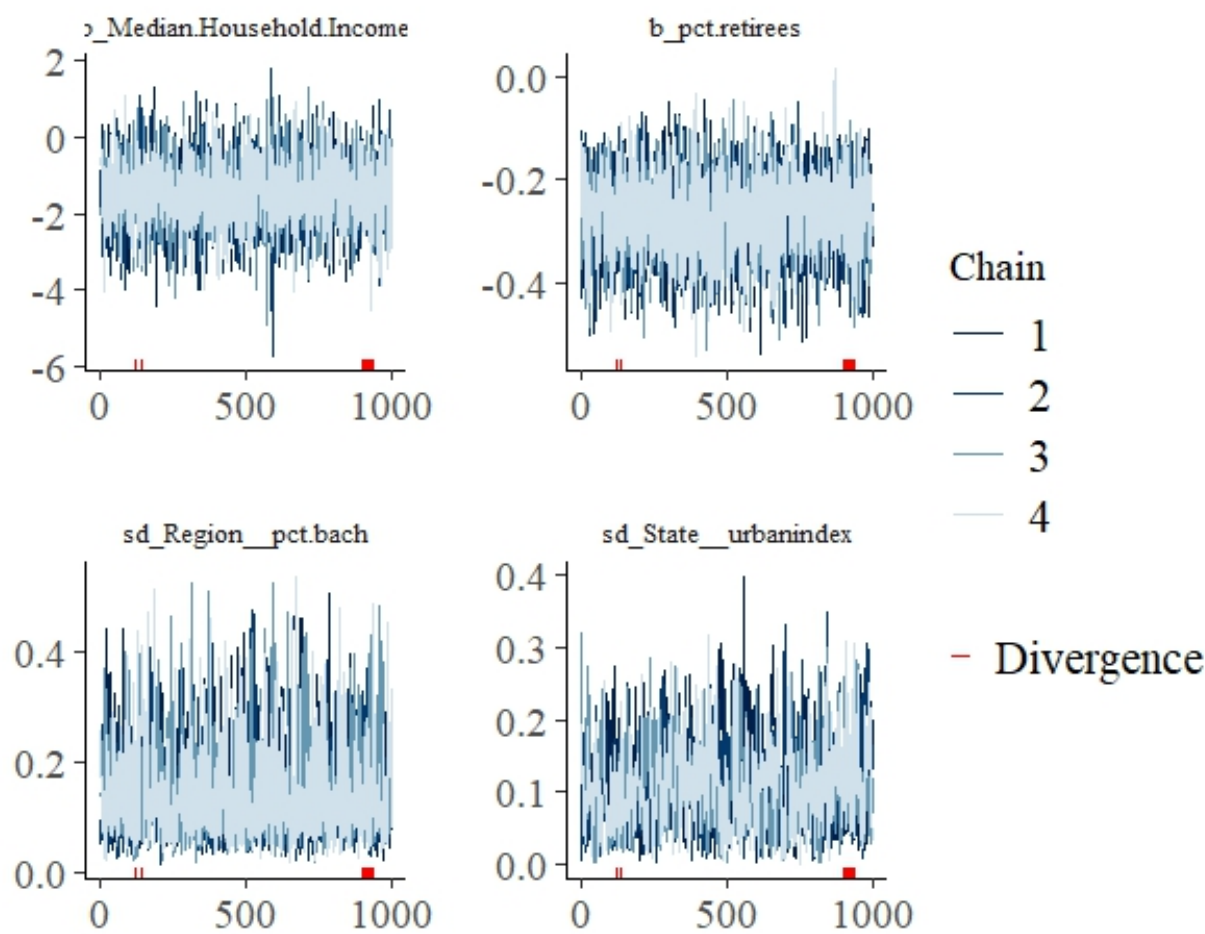 b_Median.Household.Income
2
0
-2
-4
-6
0 500 1000
b_pct.retirees
0.0
-0.2
-0.4
0 500 1000
Chain
1
2
3
4
Divergence
sd_Region__pct.bach
0.4
0.2
0.0
0 500 1000
sd_State__urbanindex
0.4
0.3
0.2
0.1
0.0
0 500 1000